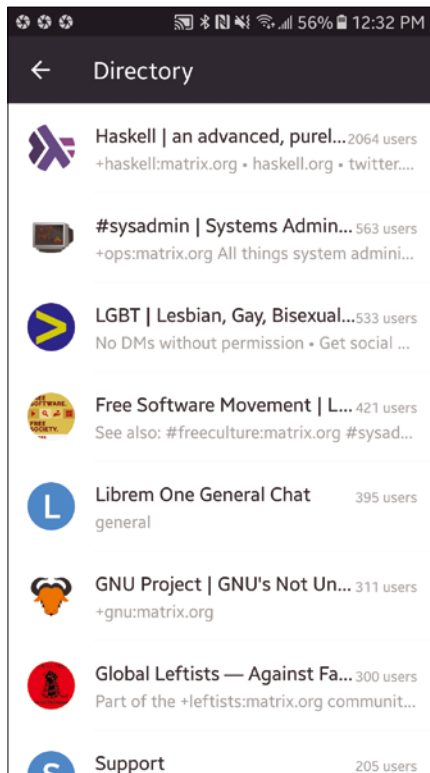 56% 12:32 PM
Directory
Haskell | an advanced, purel... 2064 users
+haskell:matrix.org • haskell.org • twitter....
#sysadmin | Systems Admin... 563 users
+ops:matrix.org All things system admini...
LGBT | Lesbian, Gay, Bisexual... 533 users
No DMs without permission • Get social ...
FREE SOFTWARE.
FREE SOCIETY.
Free Software Movement | L... 421 users
See also: #freeculture:matrix.org #sysad...
L
Librem One General Chat 395 users
general
GNU Project | GNU's Not Un... 311 users
+gnu:matrix.org
Global Leftists — Against Fa... 300 users
Part of the +leftists:matrix.org communit...
S
Support 205 users